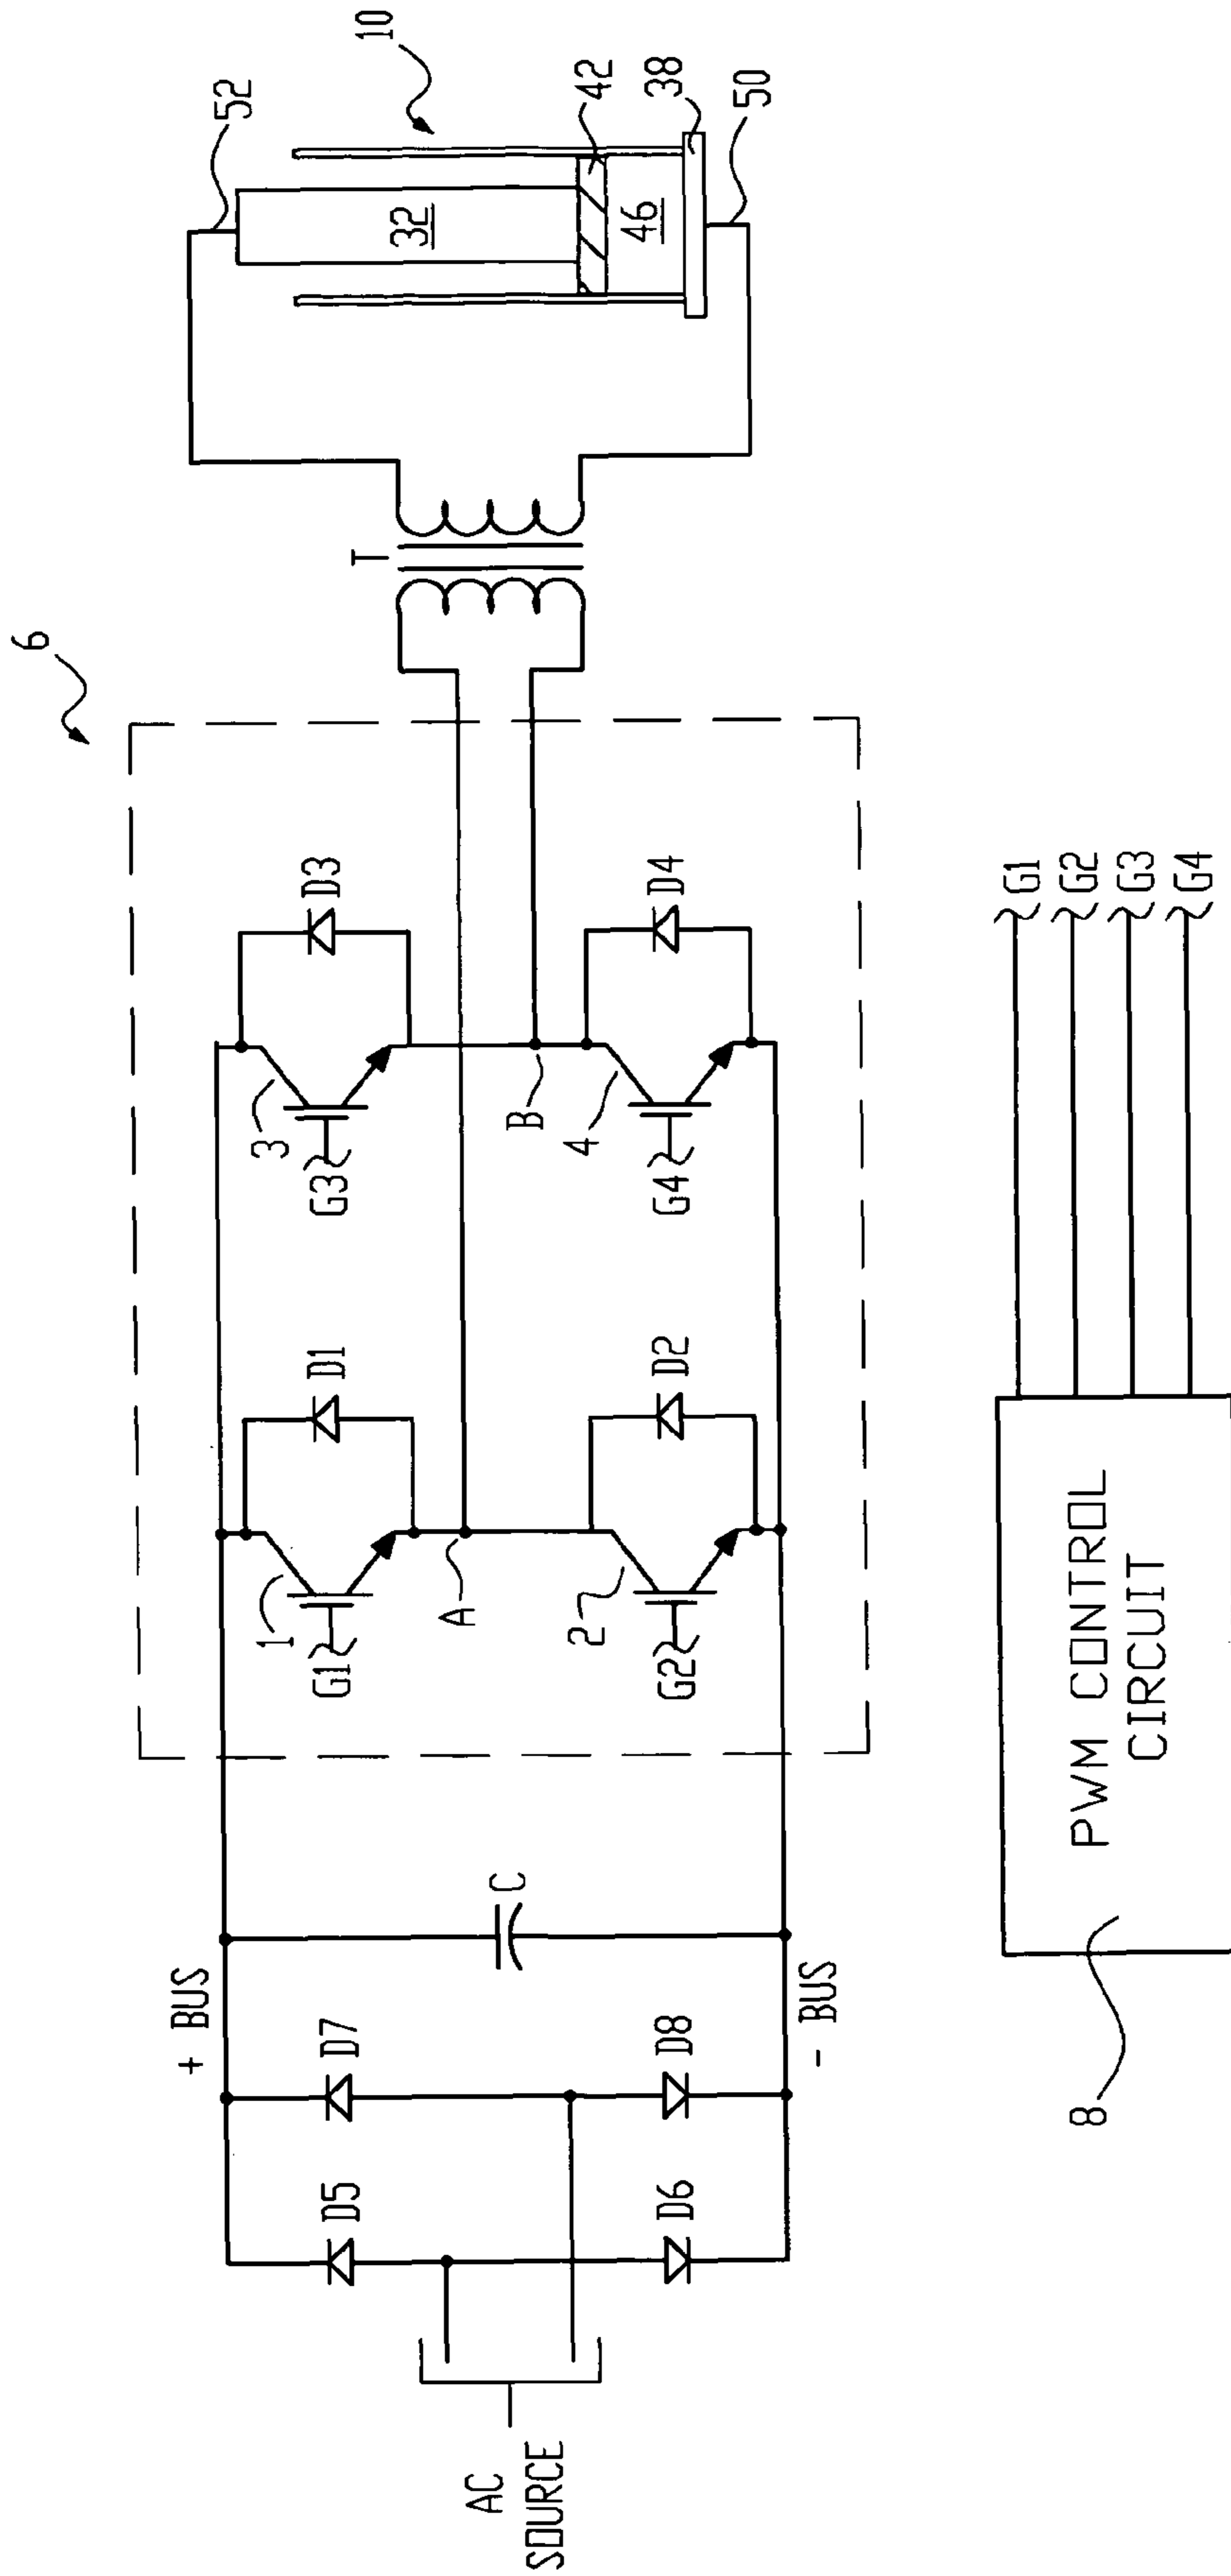 6
10
52
T
+ BUS
D5
D7
1
G1
D1
3
G3
D3
32
42
46
38
50
AC
SOURCE
C
A
B
- BUS
D6
D8
2
G2
D2
4
G4
D4
8
PWM CONTROL
CIRCUIT
G1
G2
G3
G4